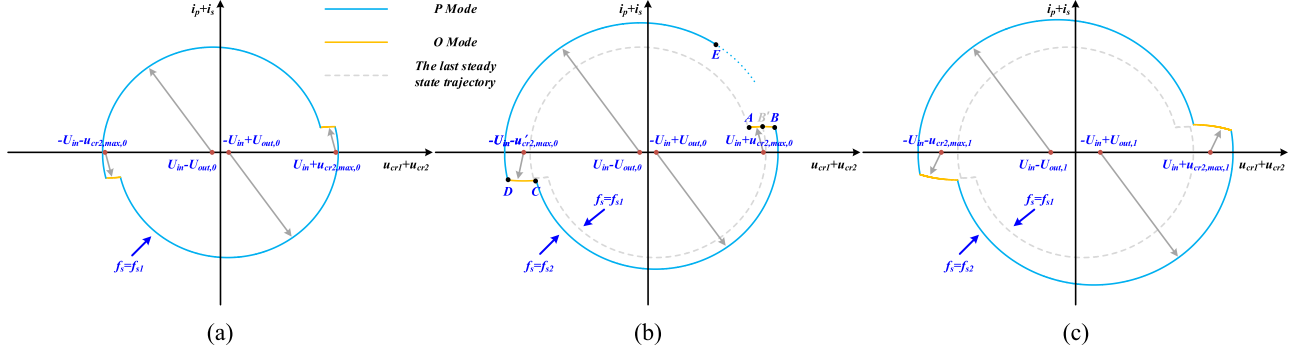 i_p+i_s
-U_in-u_cr2,max,0
-U_in+U_out,0
U_in-U_out,0
U_in+u_cr2,max,0
u_cr1+u_cr2
f_s=f_s1
(a)
P Mode
O Mode
The last steady
state trajectory
i_p+i_s
E
A B' B
-U_in-u'_cr2,max,0
-U_in+U_out,0
U_in+u'_cr2,max,0
U_in-U_out,0
u_cr1+u_cr2
D
C
f_s=f_s1
f_s=f_s2
(b)
i_p+i_s
-U_in-u_cr2,max,1
-U_in+U_out,1
U_in-U_out,1
U_in+u_cr2,max,1
u_cr1+u_cr2
f_s=f_s1
f_s=f_s2
(c)